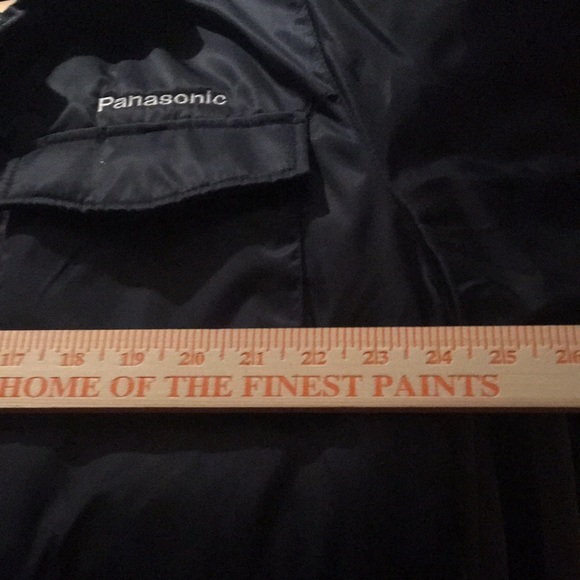 Panasonic
17 18 19 20 21 22 23 24 25 26
HOME OF THE FINEST PAINTS